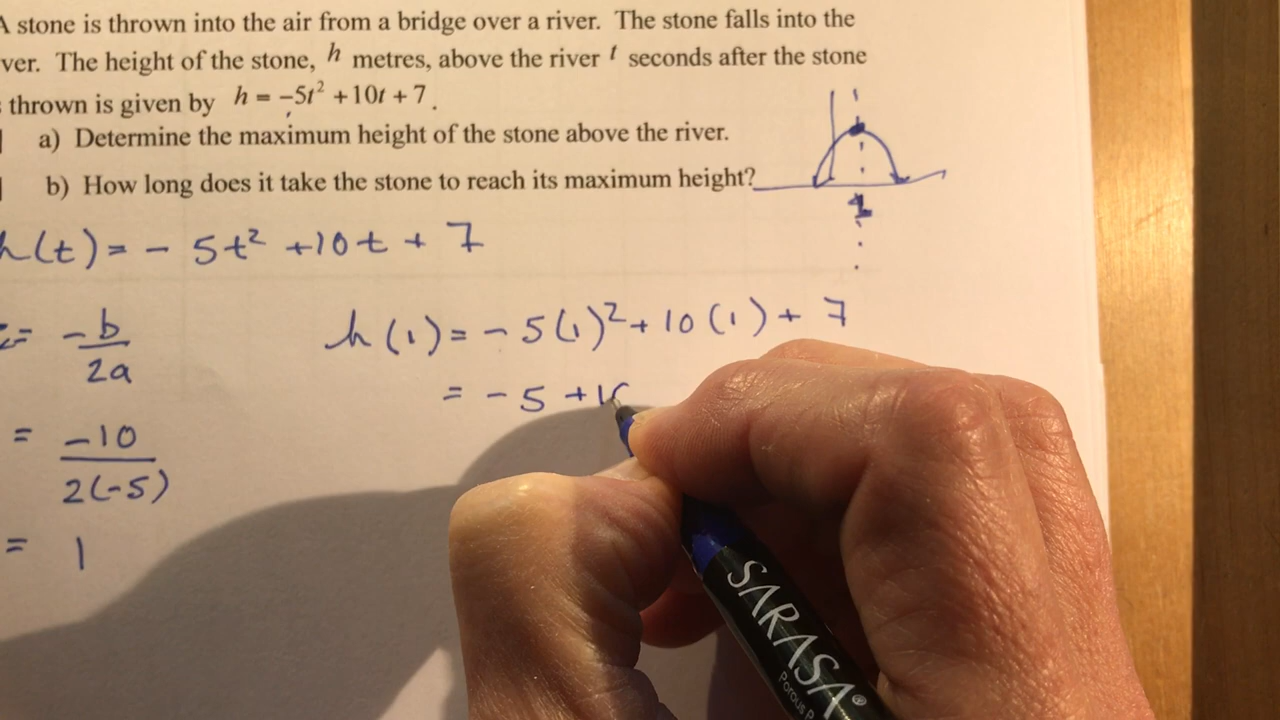 A stone is thrown into the air from a bridge over a river. The stone falls into the
ver. The height of the stone, h metres, above the river t seconds after the stone
thrown is given by h = -5t² + 10t + 7.
a) Determine the maximum height of the stone above the river.
b) How long does it take the stone to reach its maximum height?
1
h(t) = - 5t² + 10t + 7
= -b/2a
h(1) = - 5(1)² + 10(1) + 7
= - 5 + 10
= -10/2(-5)
= 1
SARASA®
Porous P